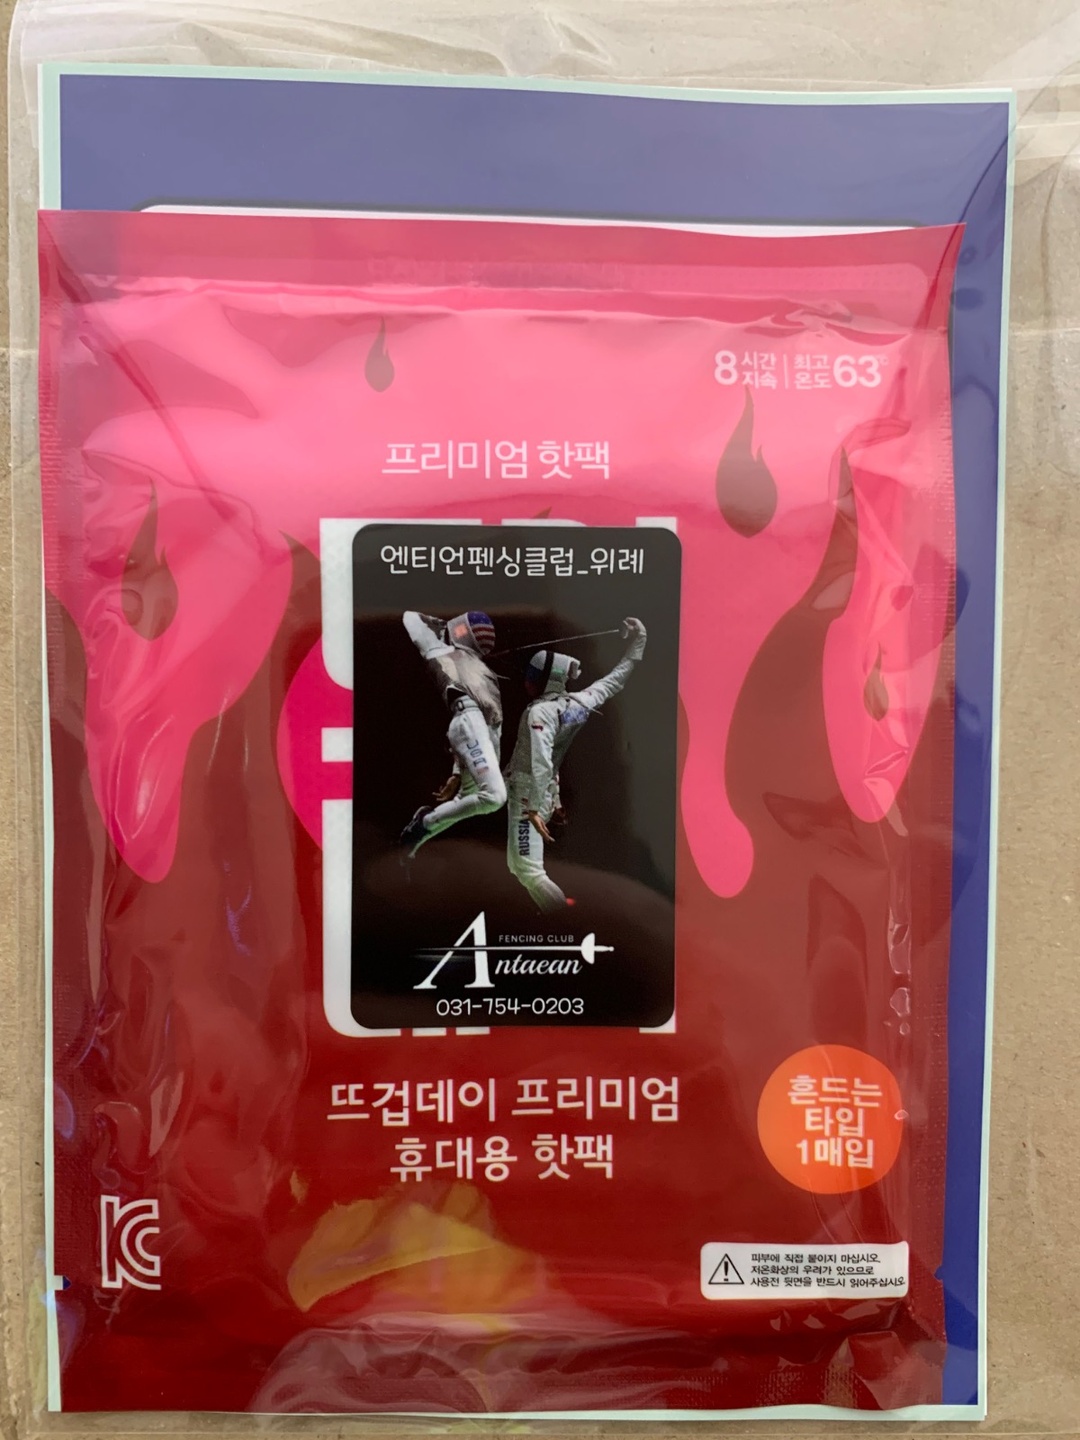 8시간 지속 | 최고 온도 63℃
프리미엄 핫팩
엔티언펜싱클럽_위례
USA
RUSSIA
FENCING CLUB
Antaean
031-754-0203
뜨겁데이 프리미엄
휴대용 핫팩
흔드는
타입
1매입
피부에 직접 붙이지 마십시오.
저온화상의 우려가 있으므로
사용전 뒷면을 반드시 읽어주십시오